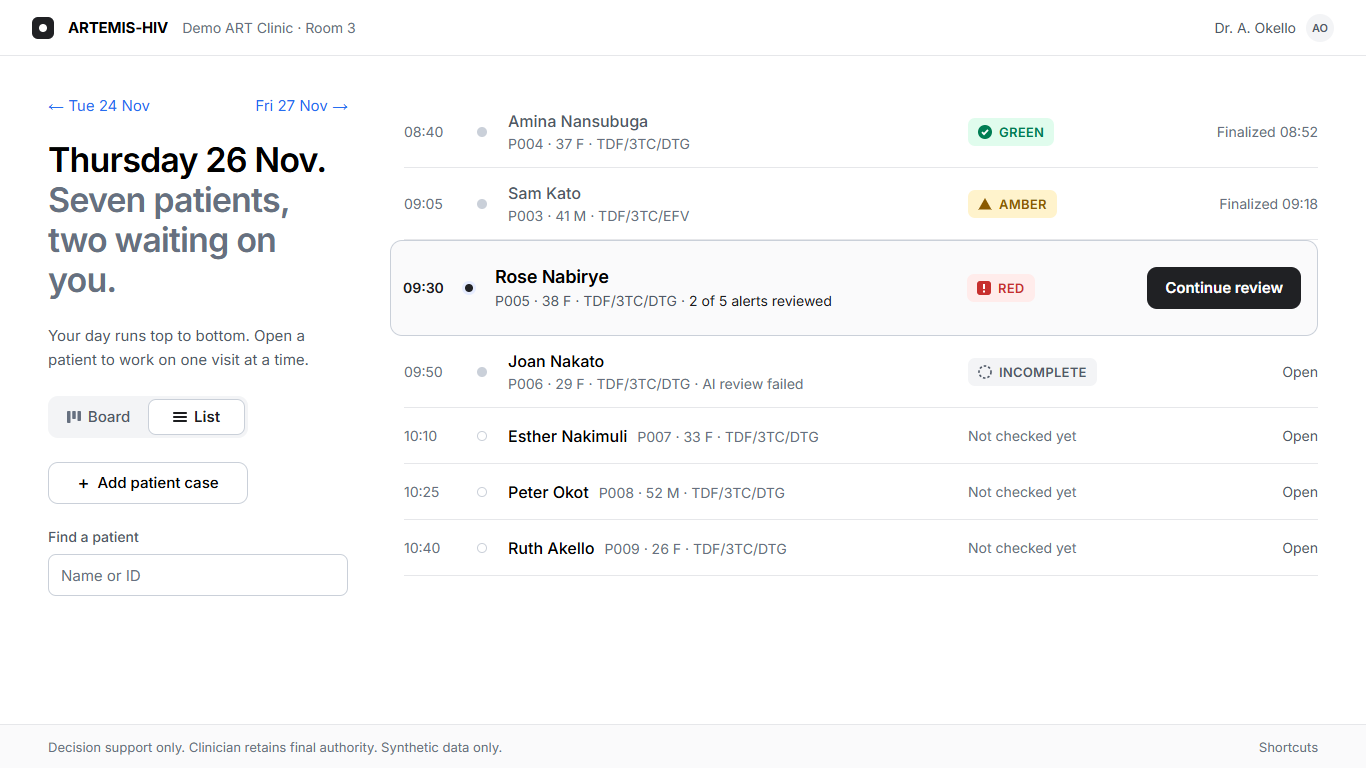 ARTEMIS-HIV Demo ART Clinic · Room 3
Dr. A. Okello AO
← Tue 24 Nov
Fri 27 Nov →
Thursday 26 Nov.
Seven patients,
two waiting on
you.
Your day runs top to bottom. Open a
patient to work on one visit at a time.
Board
List
+ Add patient case
Find a patient
Name or ID
08:40
Amina Nansubuga
P004 · 37 F · TDF/3TC/DTG
GREEN
Finalized 08:52
09:05
Sam Kato
P003 · 41 M · TDF/3TC/EFV
AMBER
Finalized 09:18
09:30
Rose Nabirye
P005 · 38 F · TDF/3TC/DTG · 2 of 5 alerts reviewed
RED
Continue review
09:50
Joan Nakato
P006 · 29 F · TDF/3TC/DTG · AI review failed
INCOMPLETE
Open
10:10
Esther Nakimuli P007 · 33 F · TDF/3TC/DTG
Not checked yet
Open
10:25
Peter Okot P008 · 52 M · TDF/3TC/DTG
Not checked yet
Open
10:40
Ruth Akello P009 · 26 F · TDF/3TC/DTG
Not checked yet
Open
Decision support only. Clinician retains final authority. Synthetic data only.
Shortcuts